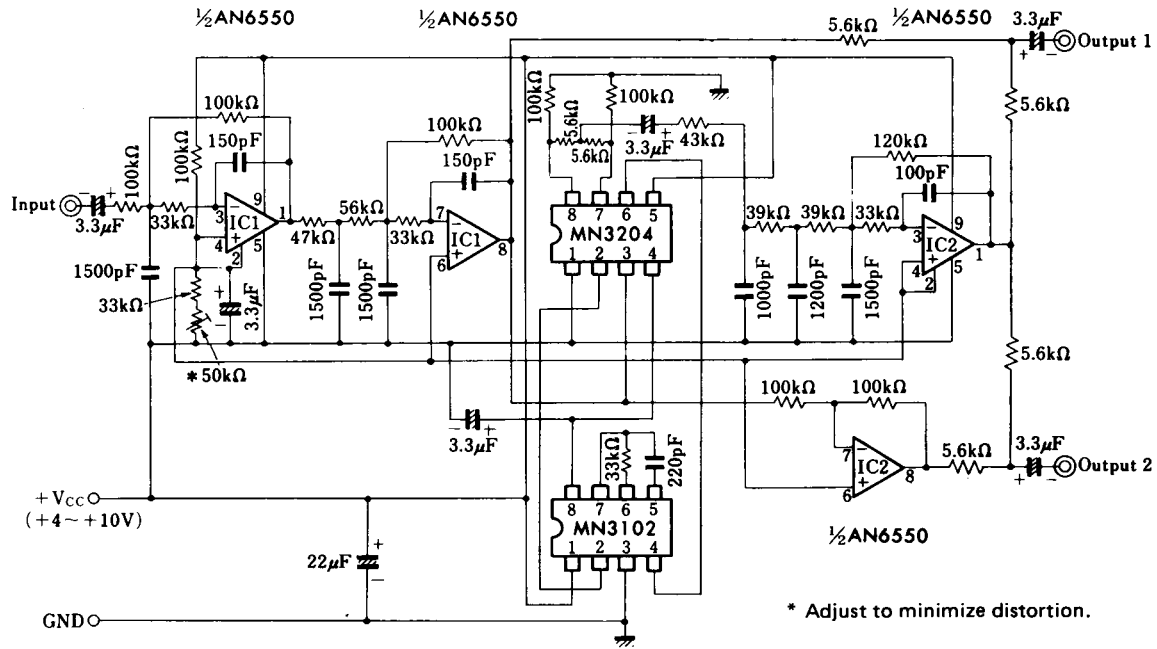 ½AN6550 ½AN6550 ½AN6550
5.6kΩ 3.3μF
Output 1
100kΩ
150pF
100kΩ
100kΩ
Input
3.3μF
33kΩ
3 − 9
IC1 1
4 + 5
2
1500pF
33kΩ
3.3μF
* 50kΩ
47kΩ
56kΩ
1500pF
1500pF
100kΩ
150pF
33kΩ
7 −
IC1
6 + 8
100kΩ
5.6kΩ
5.6kΩ
100kΩ
3.3μF
43kΩ
8 7 6 5
MN3204
1 2 3 4
39kΩ 39kΩ 33kΩ
1000pF
1200pF
1500pF
120kΩ
100pF
3 − 9
IC2 1
4 + 5
2
5.6kΩ
5.6kΩ
3.3μF
100kΩ 100kΩ
7 −
IC2
6 + 8
5.6kΩ
3.3μF
Output 2
½AN6550
33kΩ
220pF
8 7 6 5
MN3102
1 2 3 4
+VCC
(+4~+10V)
22μF
GND
* Adjust to minimize distortion.